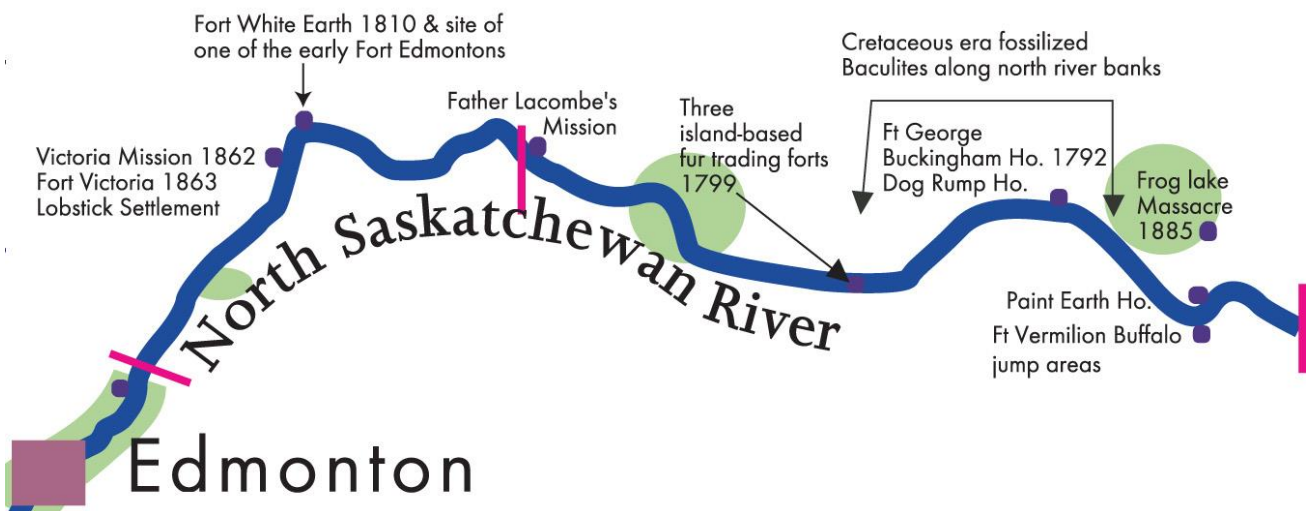 Fort White Earth 1810 & site of
one of the early Fort Edmontons
Cretaceous era fossilized
Baculites along north river banks
Father Lacombe's
Mission
Three
island-based
fur trading forts
1799
Ft George
Buckingham Ho. 1792
Dog Rump Ho.
Victoria Mission 1862
Fort Victoria 1863
Lobstick Settlement
Frog lake
Massacre
1885
North Saskatchewan River
Paint Earth Ho.
Ft Vermilion Buffalo
jump areas
Edmonton